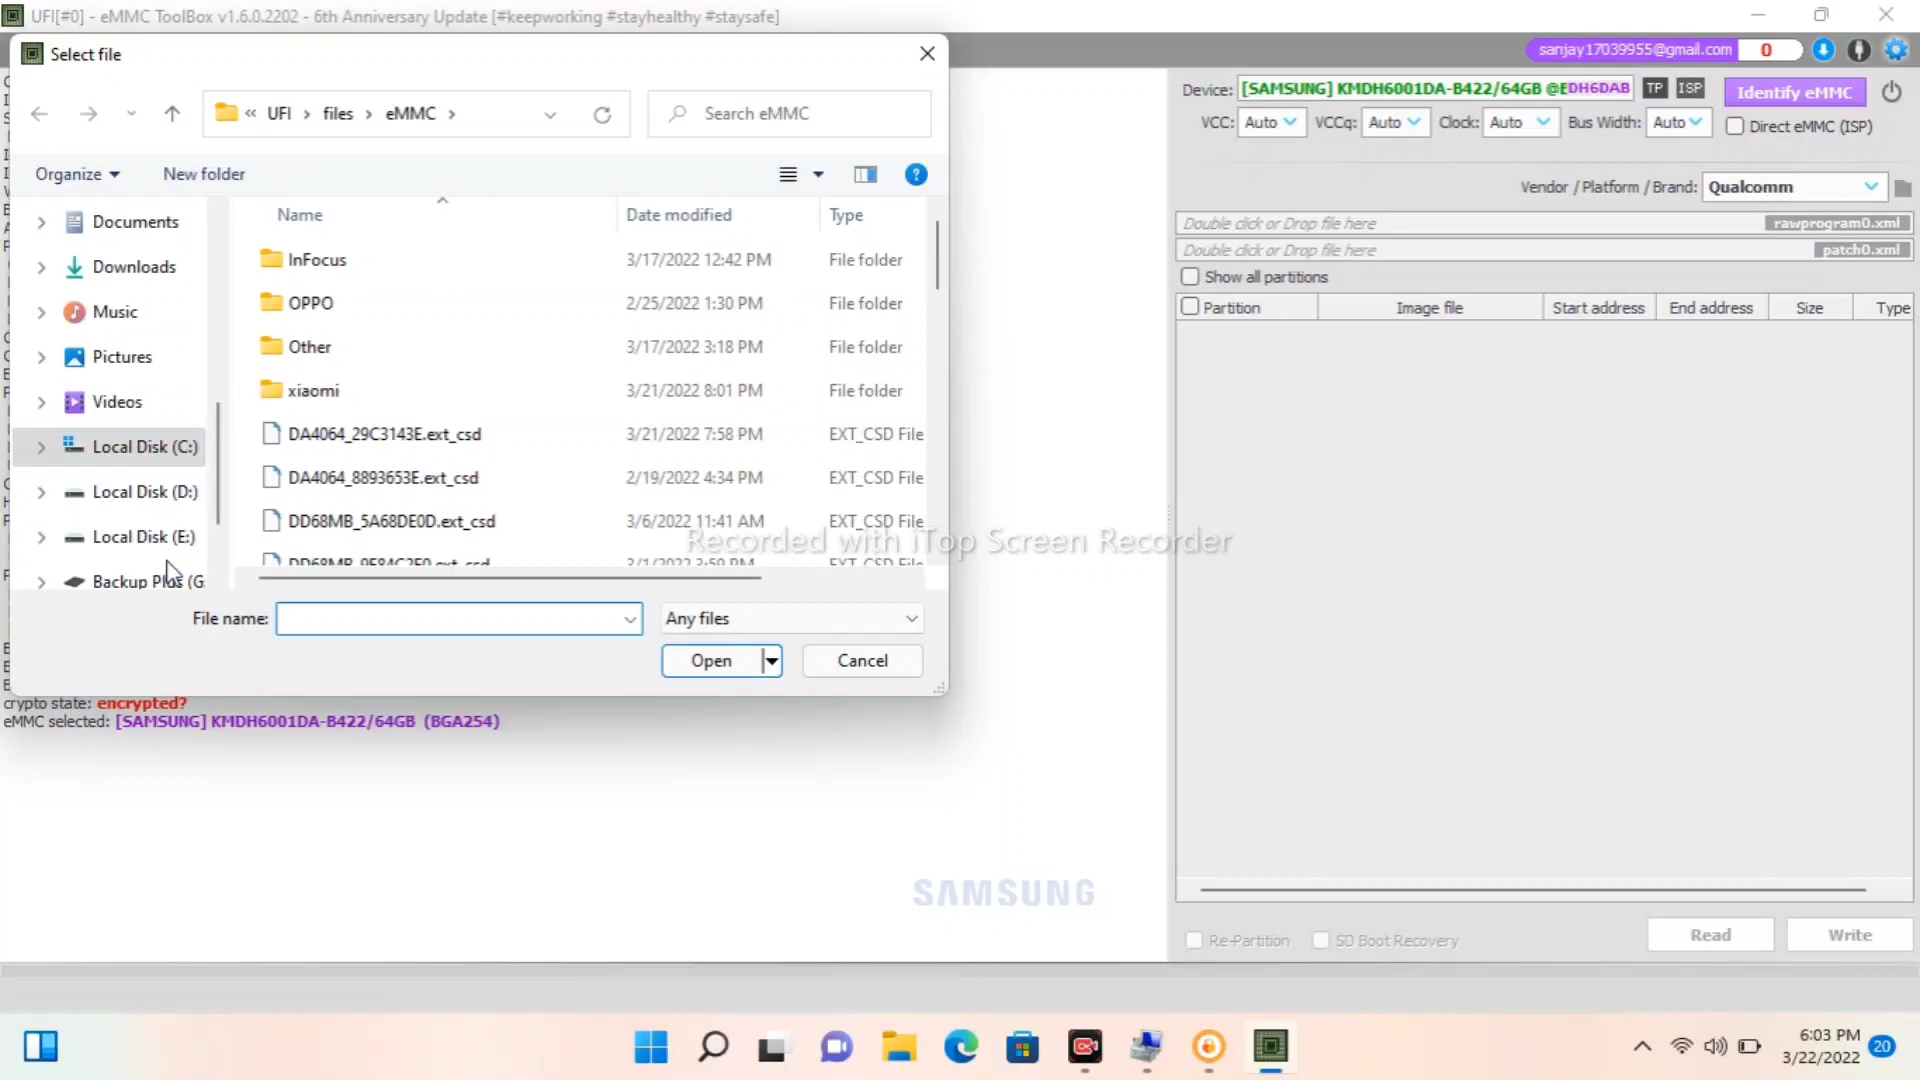 UFI[#0] - eMMC ToolBox v1.6.0.2202 - 6th Anniversary Update [#keepworking #stayhealthy #staysafe]
Select file
sanjay17039955@gmail.com 0
Device: [SAMSUNG] KMDH6001DA-B422/64GB @EDH6DAB TP ISP Identify eMMC
« UFI > files > eMMC > Search eMMC
VCC: Auto VCCq: Auto Clock: Auto Bus Width: Auto Direct eMMC (ISP)
Organize New folder
Vendor / Platform / Brand: Qualcomm
Name Date modified Type
Double click or Drop file here rawprogram0.xml
Double click or Drop file here patch0.xml
Show all partitions
Partition Image file Start address End address Size Type
Documents
Downloads
Music
Pictures
Videos
Local Disk (C:)
Local Disk (D:)
Local Disk (E:)
Backup Plus (G
InFocus 3/17/2022 12:42 PM File folder
OPPO 2/25/2022 1:30 PM File folder
Other 3/17/2022 3:18 PM File folder
xiaomi 3/21/2022 8:01 PM File folder
DA4064_29C3143E.ext_csd 3/21/2022 7:58 PM EXT_CSD File
DA4064_8893653E.ext_csd 2/19/2022 4:34 PM EXT_CSD File
DD68MB_5A68DE0D.ext_csd 3/6/2022 11:41 AM EXT_CSD File
Recorded with iTop Screen Recorder
File name: Any files
Open Cancel
crypto state: encrypted?
eMMC selected: [SAMSUNG] KMDH6001DA-B422/64GB (BGA254)
SAMSUNG
Re-Partition SD Boot Recovery Read Write
6:03 PM
3/22/2022 20